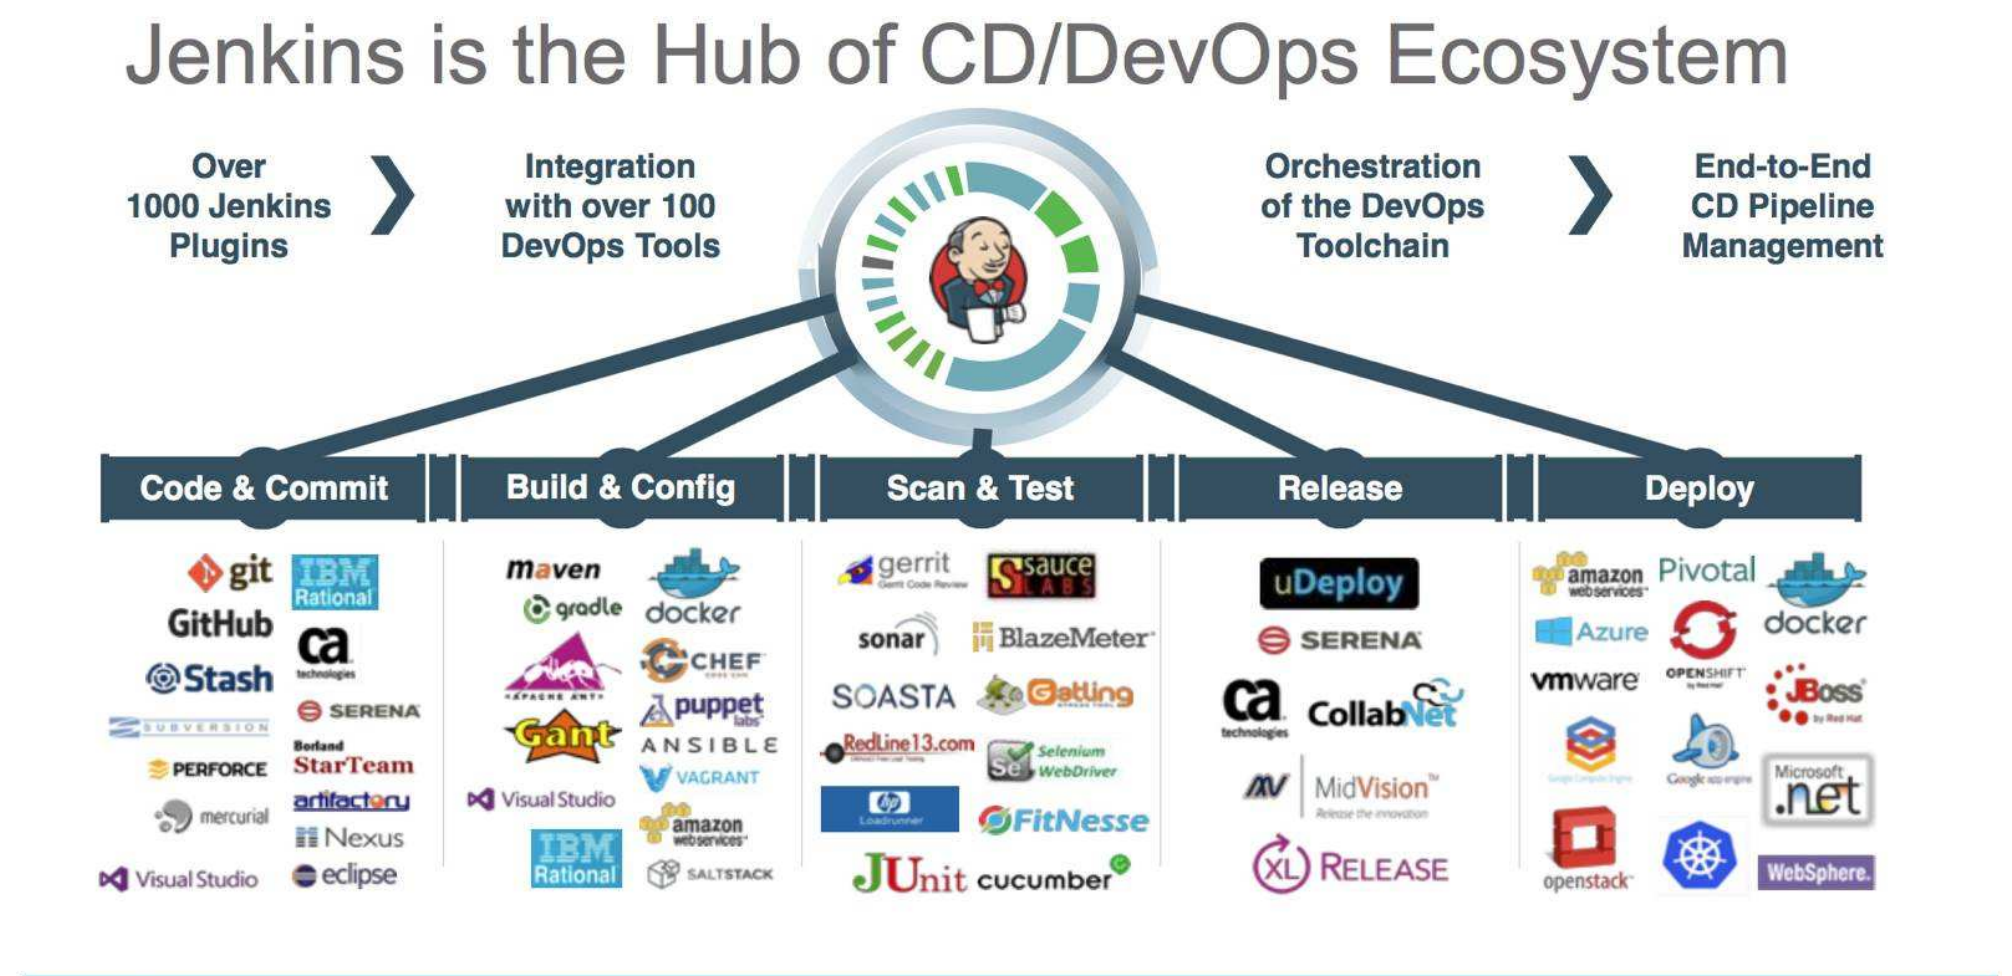 Jenkins is the Hub of CD/DevOps Ecosystem
Over
1000 Jenkins
Plugins
Integration
with over 100
DevOps Tools
Orchestration
of the DevOps
Toolchain
End-to-End
CD Pipeline
Management
Code & Commit
Build & Config
Scan & Test
Release
Deploy
git
IBM
Rational
GitHub
ca
technologies
Stash
SERENA
SUBVERSION
Borland
StarTeam
PERFORCE
artifactory
mercurial
Nexus
Visual Studio
eclipse
maven
docker
gradle
CHEF
APACHE ANT
puppet
labs
Gant
ANSIBLE
VAGRANT
Visual Studio
amazon
webservices™
IBM
Rational
SALTSTACK
gerrit
Gerrit Code Review
sauce
LABS
sonar
BlazeMeter
SOASTA
Gatling
STRESS TOOL
RedLine13.com
Selenium
WebDriver
Se
hp
Loadrunner
FitNesse
JUnit
cucumber
uDeploy
SERENA
ca
technologies
CollabNet
MidVision™
Release the innovation
XL RELEASE
amazon
webservices™
Pivotal
docker
Azure
OPENSHIFT
by Red Hat
vmware
JBoss
by Red Hat
Google Compute Engine
Google app engine
Microsoft
.net
openstack
WebSphere.